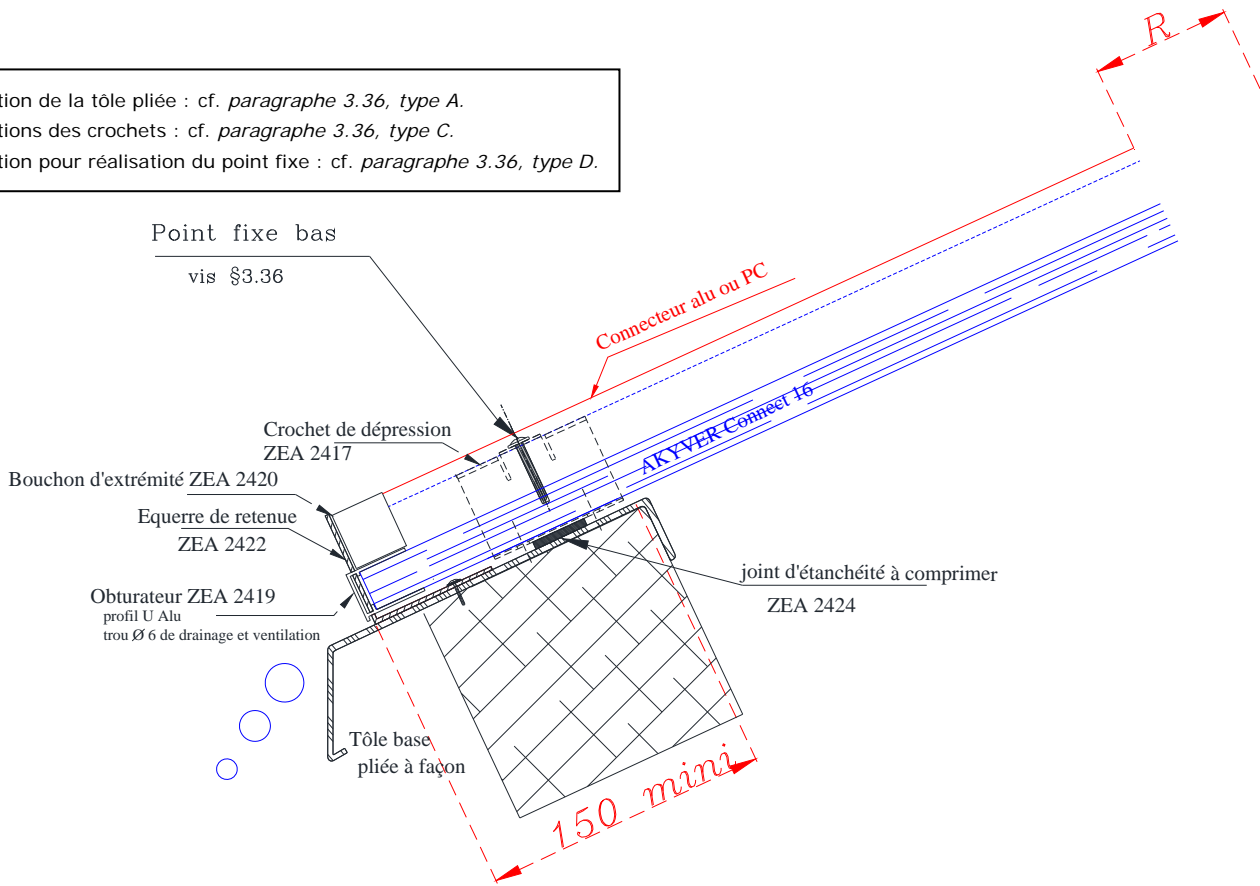 tion de la tôle pliée : cf. paragraphe 3.36, type A.
tions des crochets : cf. paragraphe 3.36, type C.
tion pour réalisation du point fixe : cf. paragraphe 3.36, type D.
R
Point fixe bas
vis §3.36
Connecteur alu ou PC
AKYVER Connect 16
Crochet de dépression
ZEA 2417
Bouchon d'extrémité ZEA 2420
Equerre de retenue
ZEA 2422
Obturateur ZEA 2419
profil U Alu
trou Ø 6 de drainage et ventilation
joint d'étanchéité à comprimer
ZEA 2424
Tôle base
pliée à façon
150 mini